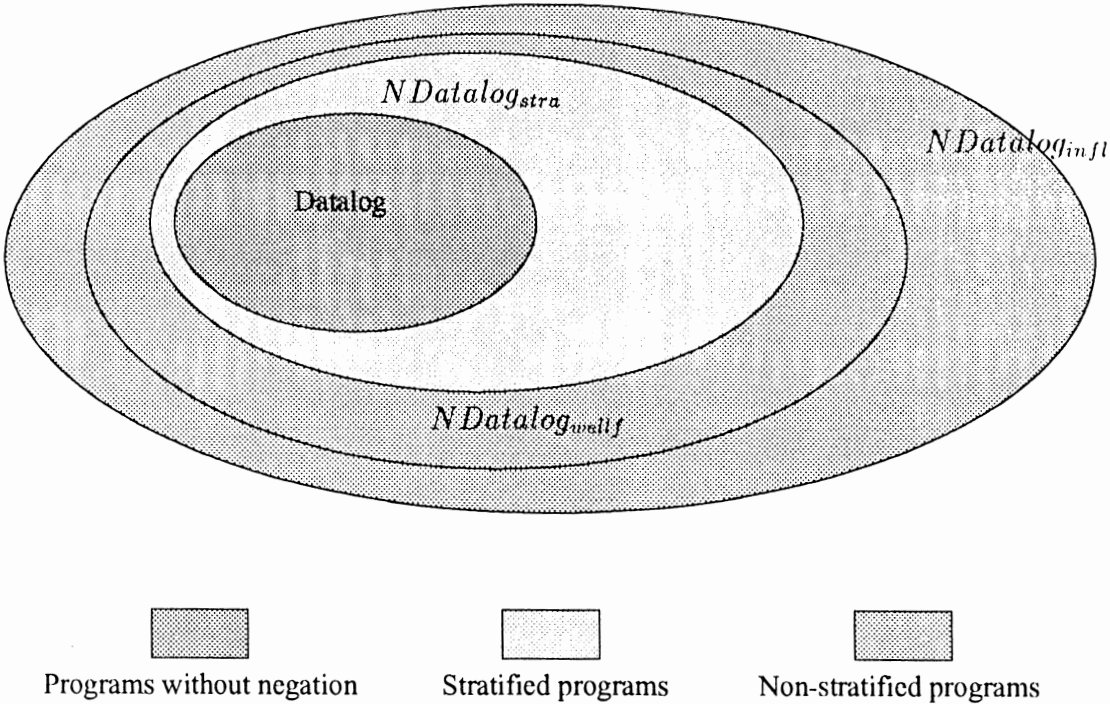 NDatalog_stra
NDatalog_infl
Datalog
NDatalog_wellf
Programs without negation
Stratified programs
Non-stratified programs